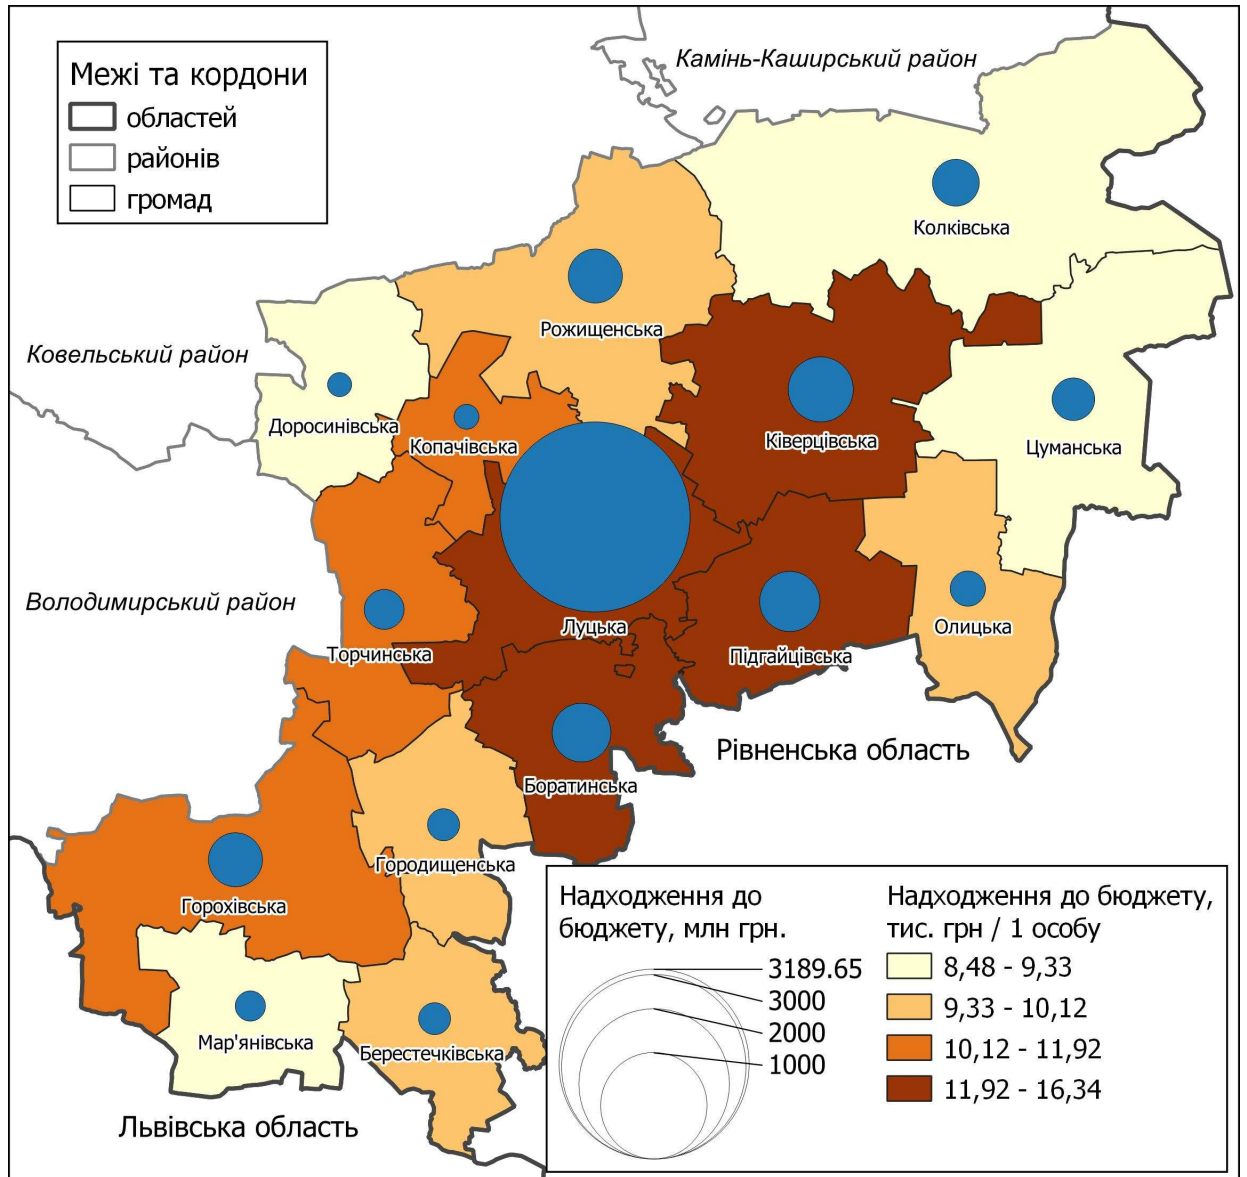 Межі та кордони
областей
районів
громад
Камінь-Каширський район
Колківська
Рожищенська
Ковельський район
Доросинівська
Копачівська
Ківерцівська
Цуманська
Володимирський район
Луцька
Олицька
Торчинська
Підгайцівська
Рівненська область
Боратинська
Городищенська
Горохівська
Мар'янівська
Берестечківська
Львівська область
Надходження до
бюджету, млн грн.
3189.65
3000
2000
1000
Надходження до бюджету,
тис. грн / 1 особу
8,48 - 9,33
9,33 - 10,12
10,12 - 11,92
11,92 - 16,34